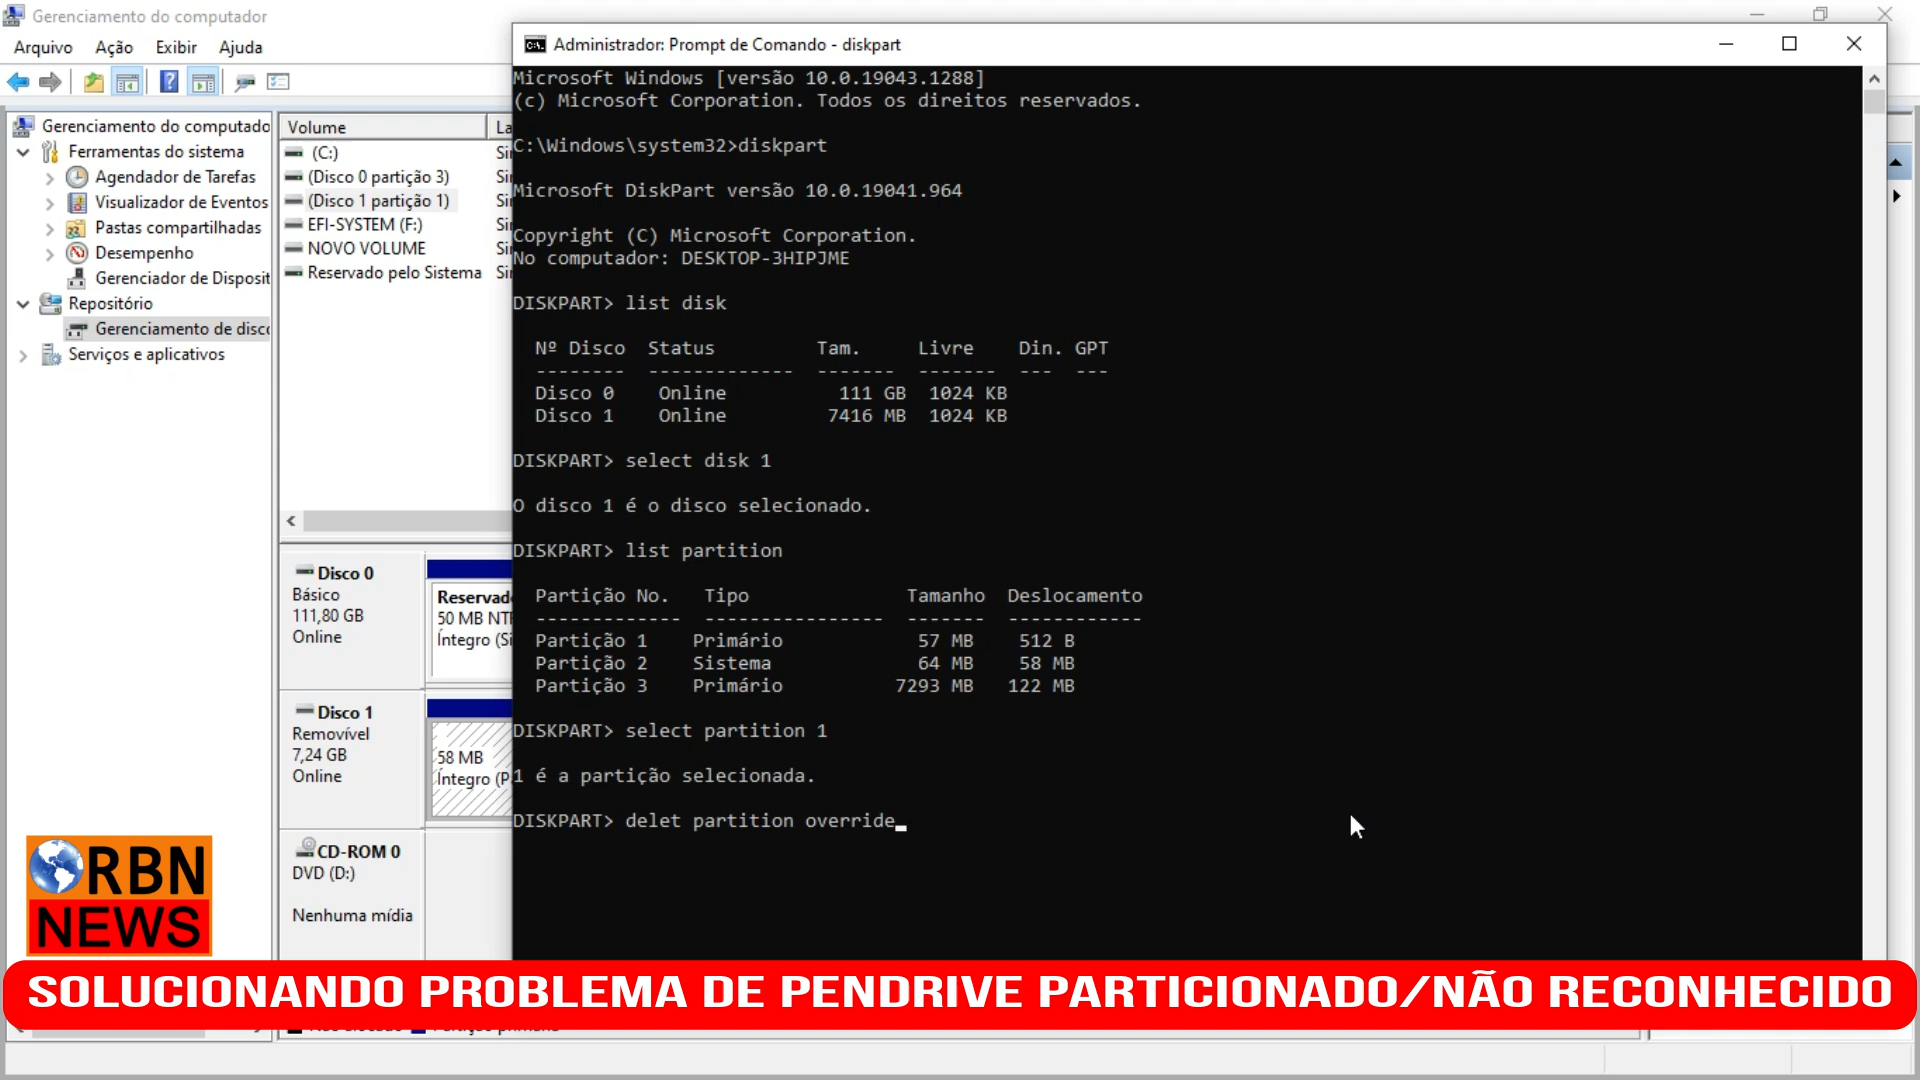 Gerenciamento do computador
Arquivo Ação Exibir Ajuda
Gerenciamento do computado
Ferramentas do sistema
Agendador de Tarefas
Visualizador de Eventos
Pastas compartilhadas
Desempenho
Gerenciador de Disposit
Repositório
Gerenciamento de disco
Serviços e aplicativos
Volume La
(C:) Si
(Disco 0 partição 3) Si
(Disco 1 partição 1) Si
EFI-SYSTEM (F:) Si
NOVO VOLUME Si
Reservado pelo Sistema Si
Disco 0
Básico
111,80 GB
Online
Reservad
50 MB NT
Íntegro (Si
Disco 1
Removível
7,24 GB
Online
58 MB
Íntegro (P
CD-ROM 0
DVD (D:)
Nenhuma mídia
Administrador: Prompt de Comando - diskpart
Microsoft Windows [versão 10.0.19043.1288]
(c) Microsoft Corporation. Todos os direitos reservados.
C:\Windows\system32>diskpart
Microsoft DiskPart versão 10.0.19041.964
Copyright (C) Microsoft Corporation.
No computador: DESKTOP-3HIPJME
DISKPART> list disk
Nº Disco Status Tam. Livre Din. GPT
-------- ------------- ------- ------- --- ---
Disco 0 Online 111 GB 1024 KB
Disco 1 Online 7416 MB 1024 KB
DISKPART> select disk 1
O disco 1 é o disco selecionado.
DISKPART> list partition
Partição No. Tipo Tamanho Deslocamento
------------- ---------------- ------- ------------
Partição 1 Primário 57 MB 512 B
Partição 2 Sistema 64 MB 58 MB
Partição 3 Primário 7293 MB 122 MB
DISKPART> select partition 1
1 é a partição selecionada.
DISKPART> delet partition override_
RBN
NEWS
SOLUCIONANDO PROBLEMA DE PENDRIVE PARTICIONADO/NÃO RECONHECIDO